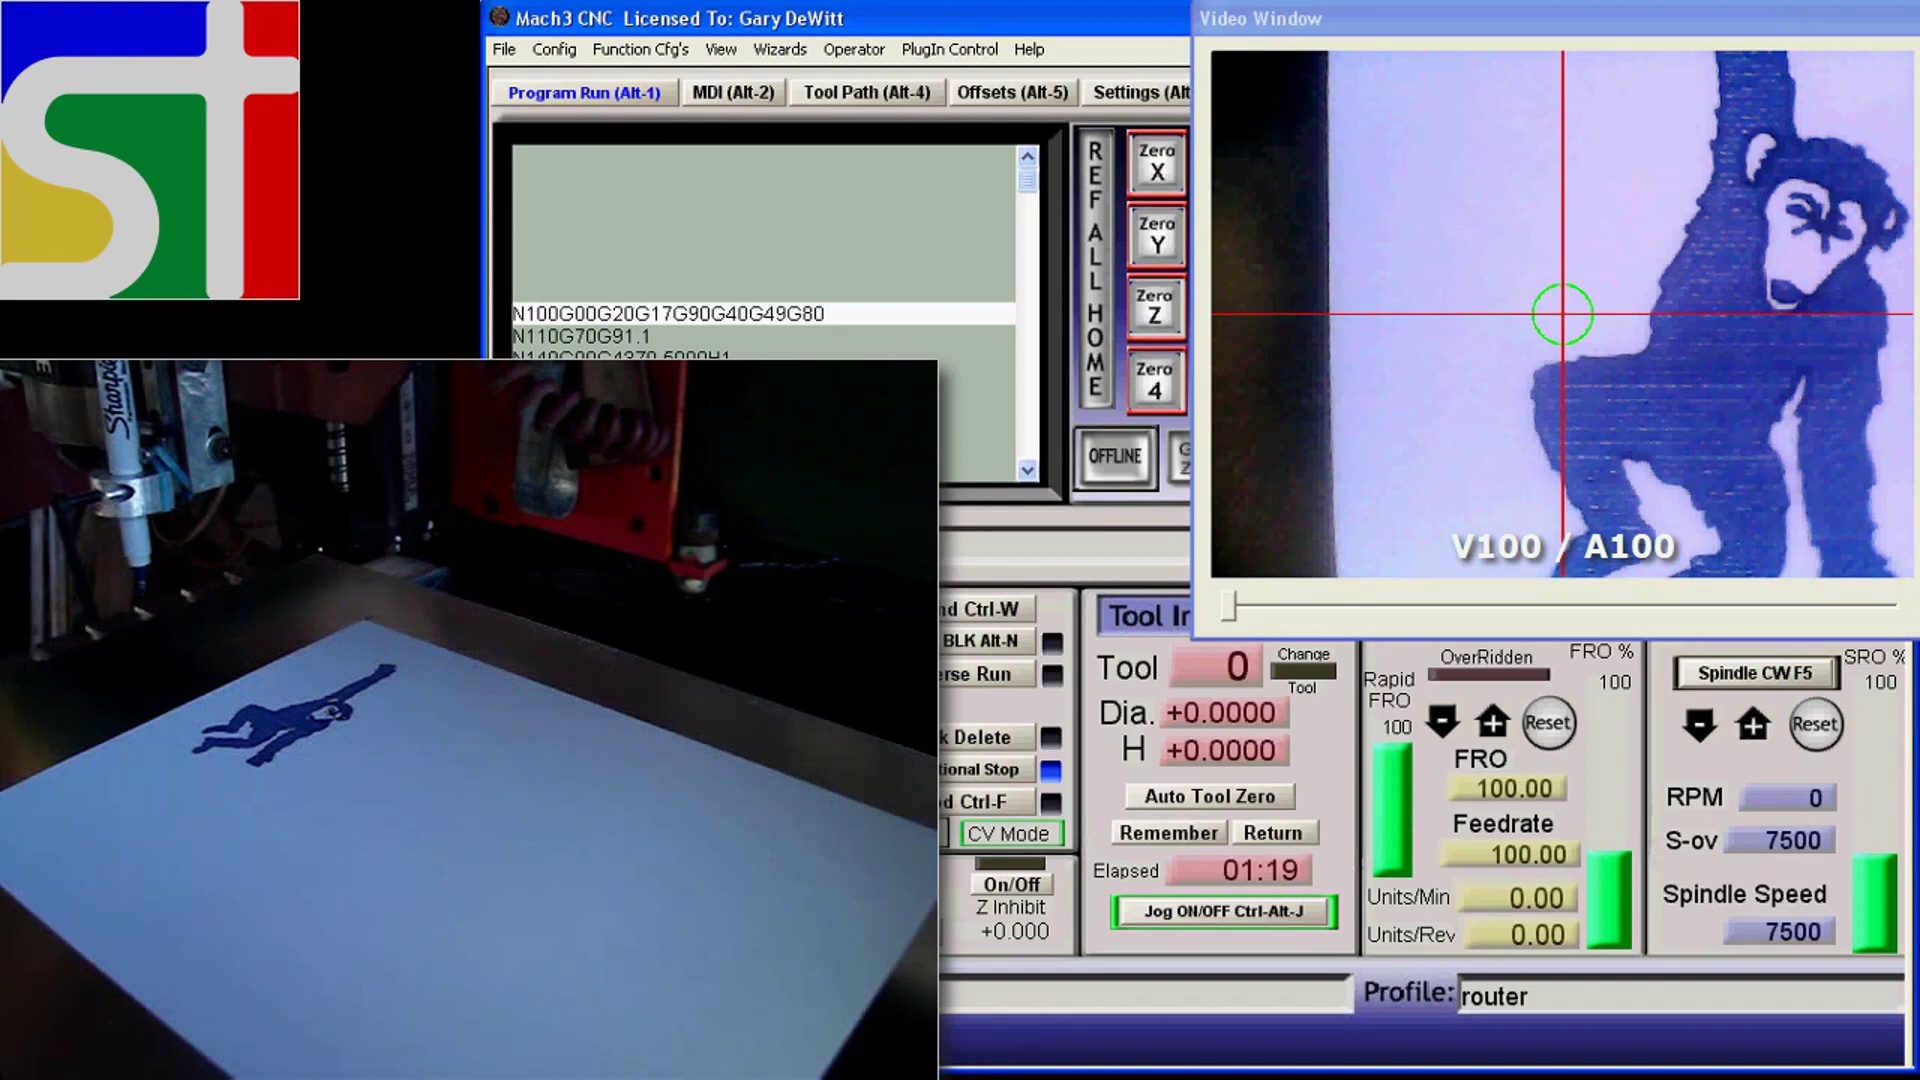 st
Mach3 CNC Licensed To: Gary DeWitt
File Config Function Cfg's View Wizards Operator PlugIn Control Help
Program Run (Alt-1) MDI (Alt-2) Tool Path (Alt-4) Offsets (Alt-5) Settings (Alt
N100G00G20G17G90G40G49G80
N110G70G91.1
REF ALL HOME
Zero X
Zero Y
Zero Z
Zero 4
OFFLINE
Video Window
V100 / A100
Sharpie
nd Ctrl-W
BLK Alt-N
erse Run
k Delete
ional Stop
d Ctrl-F
CV Mode
On/Off
Z Inhibit
+0.000
Tool In
Tool 0 Change Tool
Dia. +0.0000
H +0.0000
Auto Tool Zero
Remember Return
Elapsed 01:19
Jog ON/OFF Ctrl-Alt-J
OverRidden FRO %
Rapid FRO 100
100
Reset
FRO
100.00
Feedrate
100.00
Units/Min 0.00
Units/Rev 0.00
Spindle CW F5 SRO %
100
Reset
RPM 0
S-ov 7500
Spindle Speed
7500
Profile: router